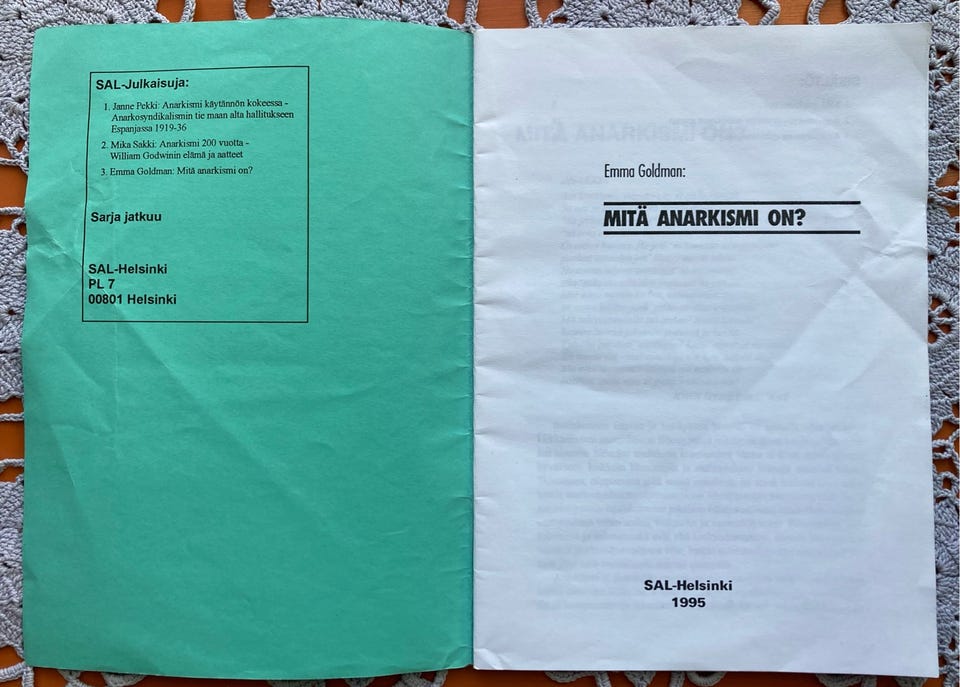 SAL-Julkaisuja:
1. Janne Pekki: Anarkismi käytännön kokeessa -
Anarkosyndikalismin tie maan alta hallitukseen
Espanjassa 1919-36
2. Mika Sakki: Anarkismi 200 vuotta -
William Godwinin elämä ja aatteet
3. Emma Goldman: Mitä anarkismi on?
Sarja jatkuu
SAL-Helsinki
PL 7
00801 Helsinki
Emma Goldman:
MITÄ ANARKISMI ON?
SAL-Helsinki
1995